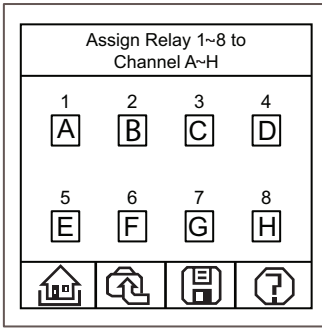 Assign Relay 1~8 to
Channel A~H
1 2 3 4
A B C D
5 6 7 8
E F G H
?